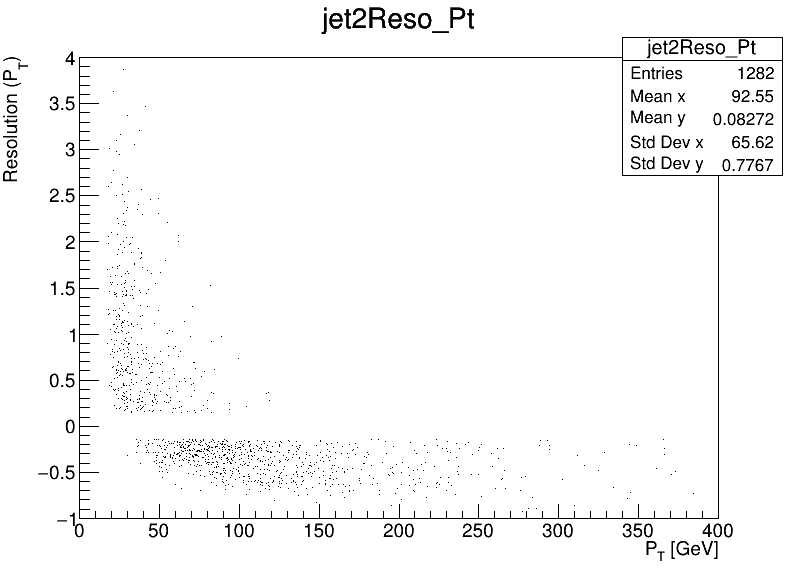 jet2Reso_Pt
jet2Reso_Pt
Entries 1282
Mean x 92.55
Mean y 0.08272
Std Dev x 65.62
Std Dev y 0.7767
Resolution (P_T)
4
3.5
3
2.5
2
1.5
1
0.5
0
−0.5
−1
0 50 100 150 200 250 300 350 400
P_T [GeV]